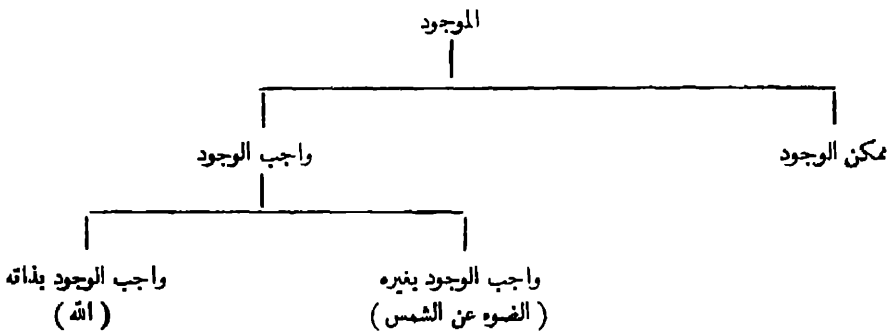 الموجود
ممكن الوجود
واجب الوجود
واجب الوجود بغيره
( الضوء عن الشمس )
واجب الوجود بذاته
( الله )